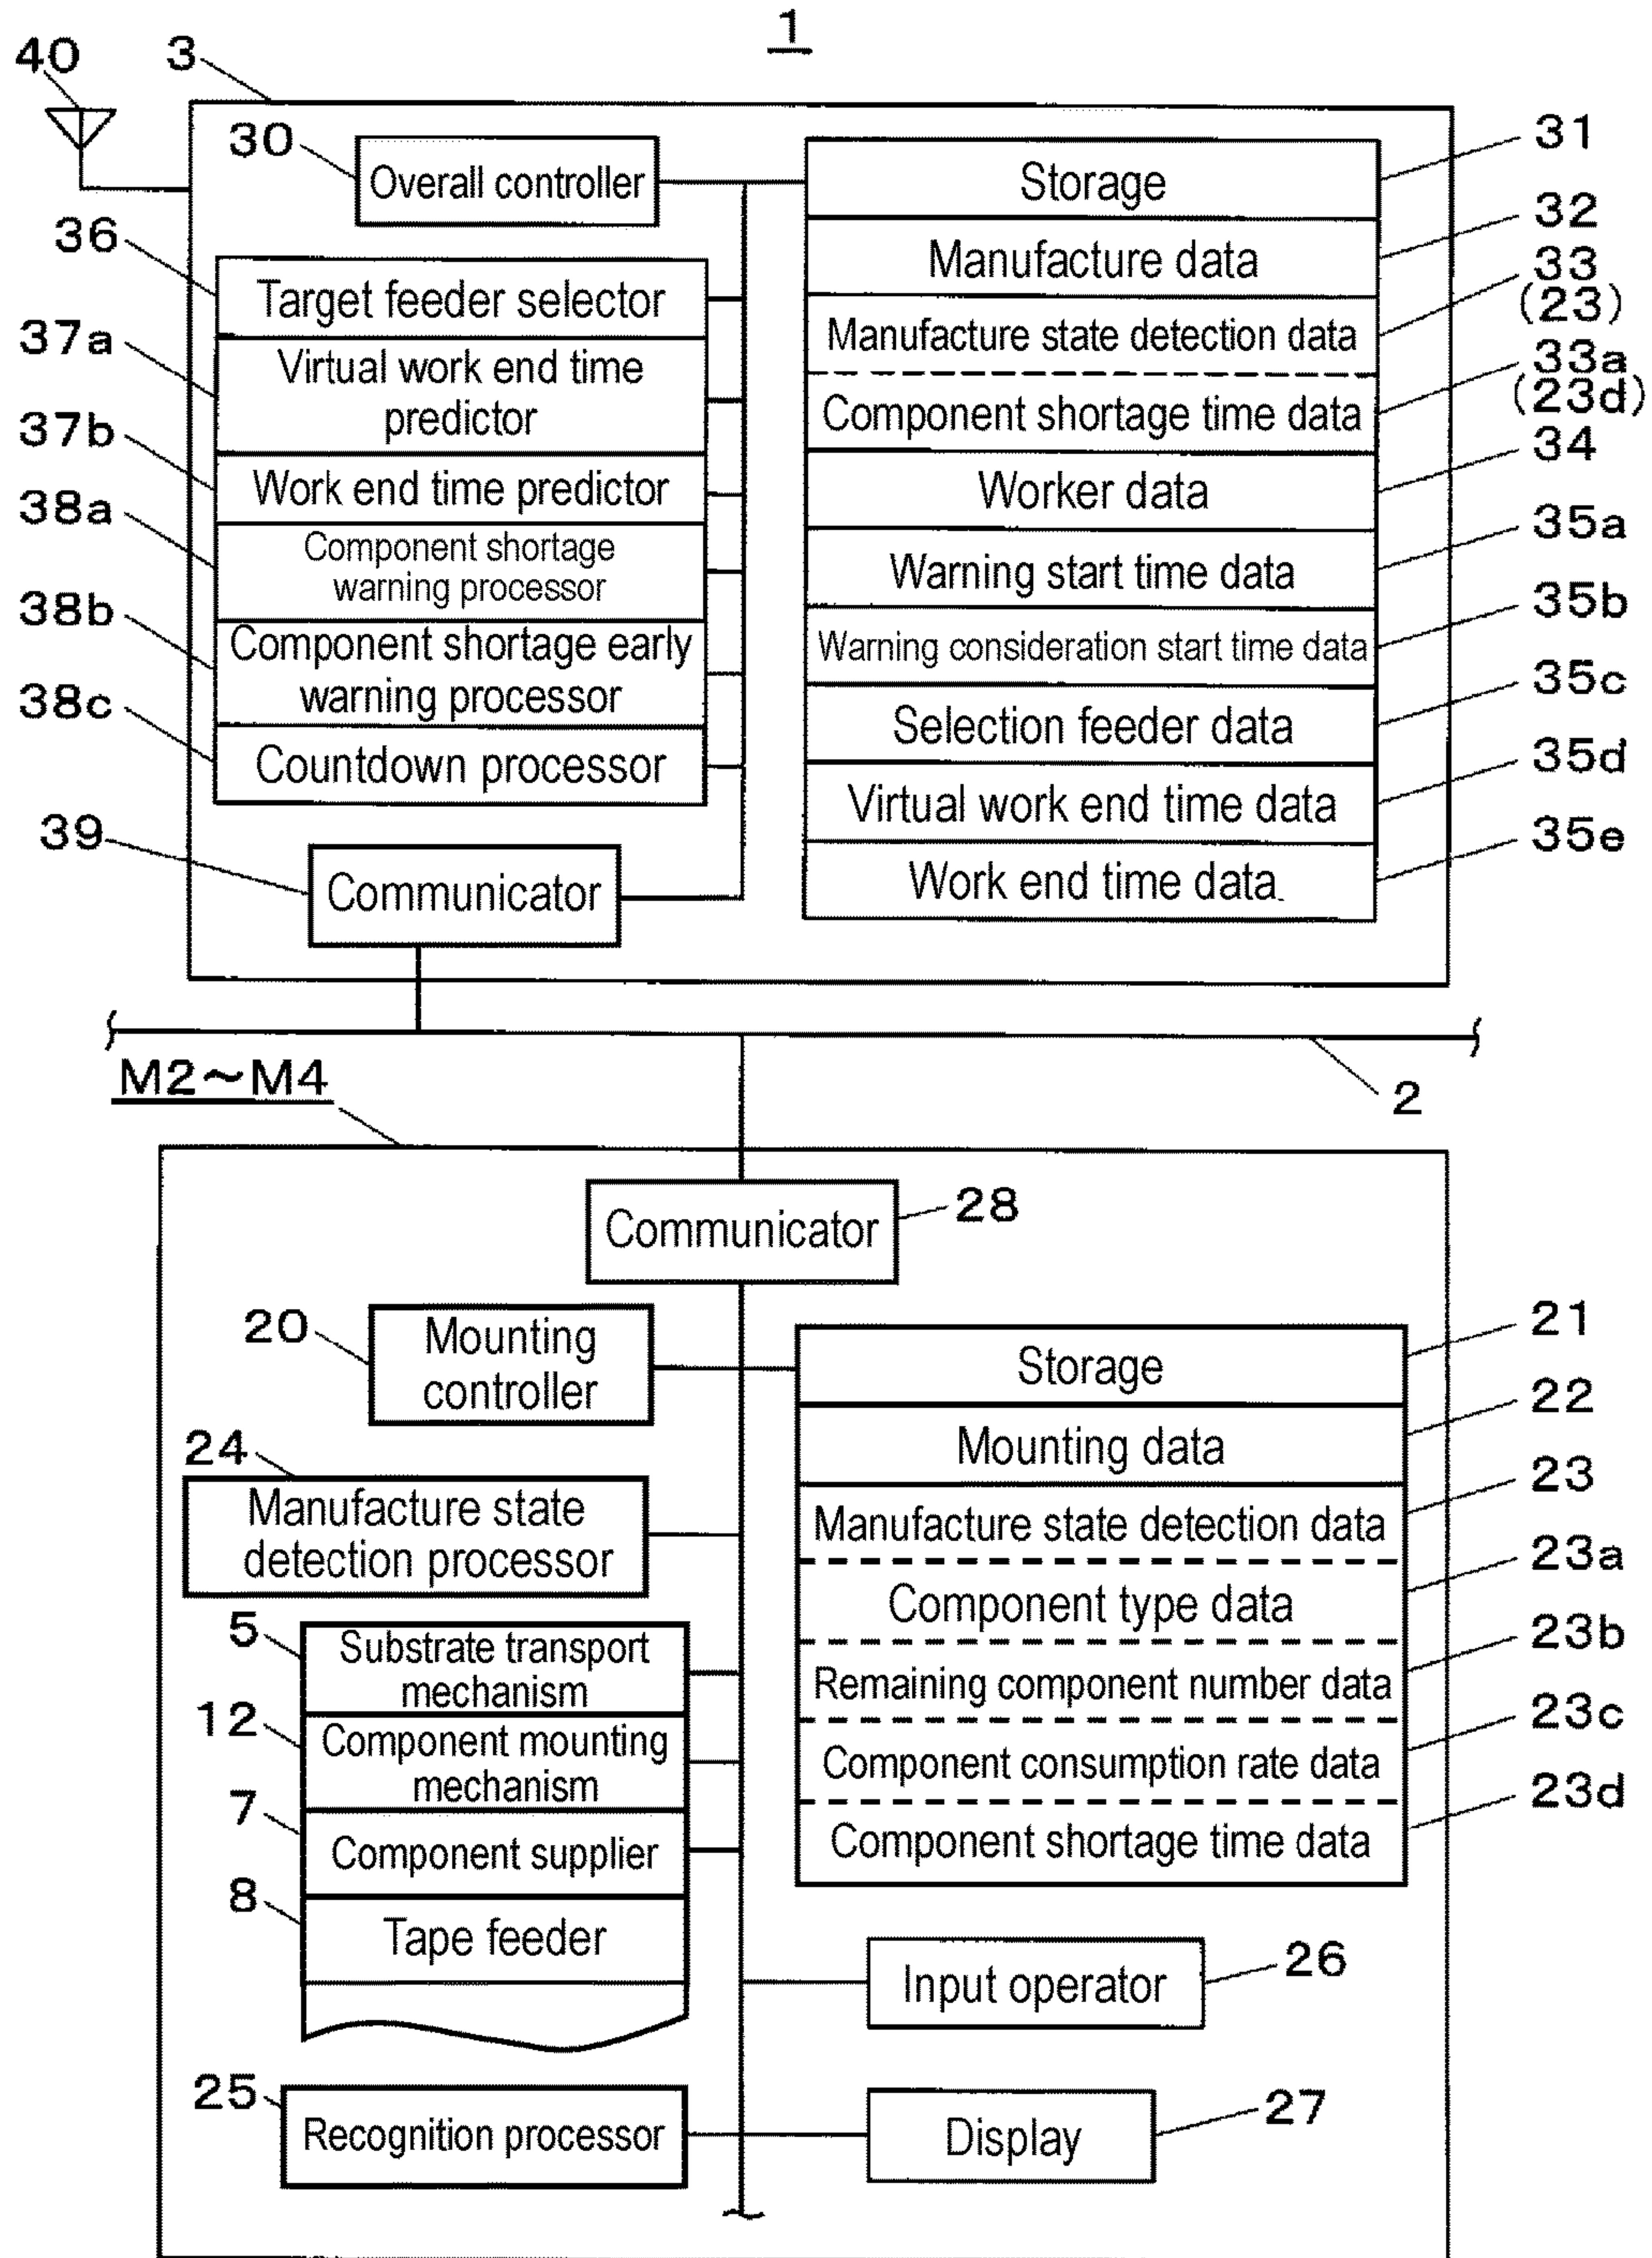 1
40
3
30
Overall controller
31
Storage
36
32
Target feeder selector
Manufacture data
33
(23)
37a
Virtual work end time
predictor
Manufacture state detection data
33a
(23d)
37b
Component shortage time data
34
Work end time predictor
Worker data
38a
Component shortage
warning processor
35a
Warning start time data
38b
Component shortage early
warning processor
35b
Warning consideration start time data
38c
35c
Countdown processor
Selection feeder data
35d
Virtual work end time data
39
Communicator
35e
Work end time data
M2~M4
2
Communicator
28
20
Mounting
controller
21
Storage
22
Mounting data
24
Manufacture state
detection processor
23
Manufacture state detection data
23a
Component type data
5
Substrate transport
mechanism
23b
Remaining component number data
12
Component mounting
mechanism
23c
Component consumption rate data
7
Component supplier
23d
Component shortage time data
8
Tape feeder
Input operator
26
25
Recognition processor
Display
27